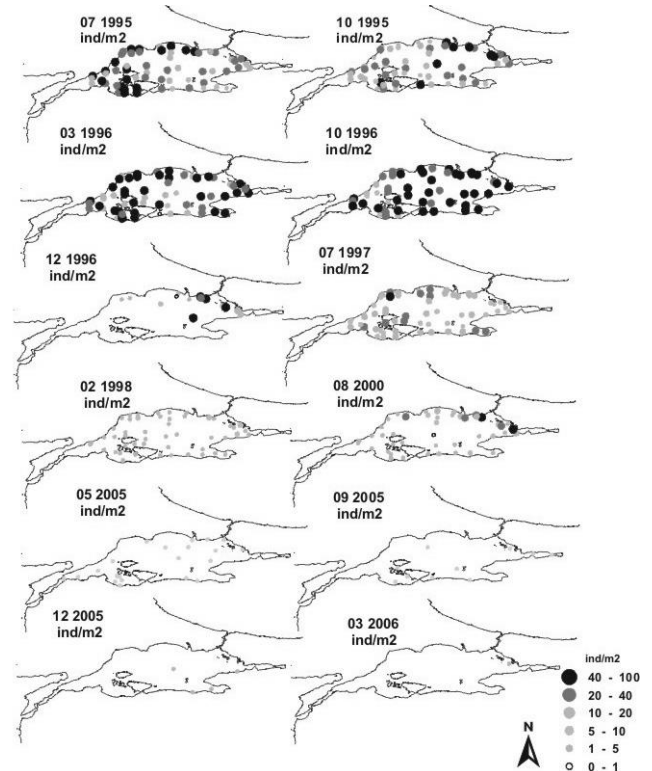 07 1995
ind/m2
10 1995
ind/m2
03 1996
ind/m2
10 1996
ind/m2
12 1996
ind/m2
07 1997
ind/m2
02 1998
ind/m2
08 2000
ind/m2
05 2005
ind/m2
09 2005
ind/m2
12 2005
ind/m2
03 2006
ind/m2
N
ind/m2
40 - 100
20 - 40
10 - 20
5 - 10
1 - 5
0 - 1